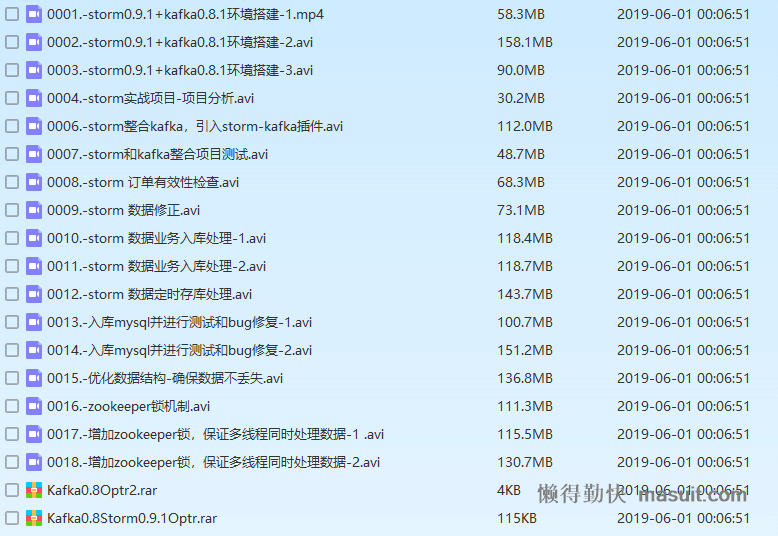 0001.-storm0.9.1+kafka0.8.1环境搭建-1.mp4 58.3MB 2019-06-01 00:06:51
0002.-storm0.9.1+kafka0.8.1环境搭建-2.avi 158.1MB 2019-06-01 00:06:51
0003.-storm0.9.1+kafka0.8.1环境搭建-3.avi 90.0MB 2019-06-01 00:06:51
0004.-storm实战项目-项目分析.avi 30.2MB 2019-06-01 00:06:51
0006.-storm整合kafka，引入storm-kafka插件.avi 112.0MB 2019-06-01 00:06:51
0007.-storm和kafka整合项目测试.avi 48.7MB 2019-06-01 00:06:51
0008.-storm 订单有效性检查.avi 68.3MB 2019-06-01 00:06:51
0009.-storm 数据修正.avi 73.1MB 2019-06-01 00:06:51
0010.-storm 数据业务入库处理-1.avi 118.4MB 2019-06-01 00:06:51
0011.-storm 数据业务入库处理-2.avi 118.7MB 2019-06-01 00:06:51
0012.-storm 数据定时存库处理.avi 143.7MB 2019-06-01 00:06:51
0013.-入库mysql并进行测试和bug修复-1.avi 100.7MB 2019-06-01 00:06:51
0014.-入库mysql并进行测试和bug修复-2.avi 151.2MB 2019-06-01 00:06:51
0015.-优化数据结构-确保数据不丢失.avi 136.8MB 2019-06-01 00:06:51
0016.-zookeeper锁机制.avi 111.3MB 2019-06-01 00:06:51
0017.-增加zookeeper锁，保证多线程同时处理数据-1 .avi 115.5MB 2019-06-01 00:06:51
0018.-增加zookeeper锁，保证多线程同时处理数据-2.avi 130.7MB 2019-06-01 00:06:51
Kafka0.8Optr2.rar 4KB 2019-06-01 00:06:51
懒得勤快 masuit.com
Kafka0.8Storm0.9.1Optr.rar 115KB 2019-06-01 00:06:51